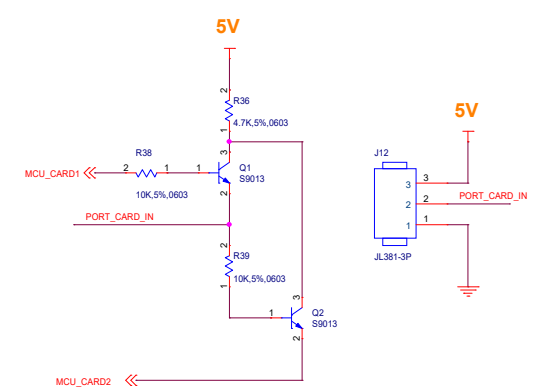 5V
2
R36
1
4.7K,5%,0603
R38
3
MCU_CARD1
2
1
1
Q1
S9013
10K,5%,0603
2
PORT_CARD_IN
2
R39
10K,5%,0603
1
3
1
Q2
S9013
2
MCU_CARD2
5V
J12
3
3
2
2
PORT_CARD_IN
1
1
JL381-3P